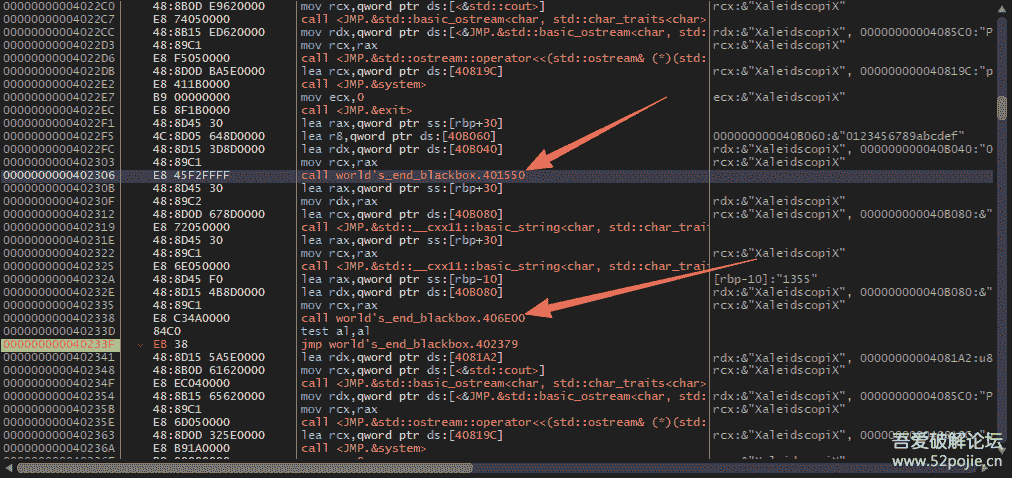 00000000004022C0 48:8B0D E9620000 mov rcx,qword ptr ds:[<&std::cout>] rcx:&"XaleidscopiX"
00000000004022C7 E8 74050000 call <JMP.&std::basic_ostream<char, std::char_traits<char>
00000000004022CC 48:8B15 ED620000 mov rdx,qword ptr ds:[<&JMP.&std::basic_ostream<char, std: rdx:&"XaleidscopiX", 00000000004085C0:"P
00000000004022D3 48:89C1 mov rcx,rax rcx:&"XaleidscopiX"
00000000004022D6 E8 F5050000 call <JMP.&std::ostream::operator<<(std::ostream& (*)(std:
00000000004022DB 48:8D0D BA5E0000 lea rcx,qword ptr ds:[40819C] rcx:&"XaleidscopiX", 000000000040819C:"p
00000000004022E2 E8 411B0000 call <JMP.&system>
00000000004022E7 B9 00000000 mov ecx,0 ecx:&"XaleidscopiX"
00000000004022EC E8 8F1B0000 call <JMP.&exit>
00000000004022F1 48:8D45 30 lea rax,qword ptr ss:[rbp+30]
00000000004022F5 4C:8D05 648D0000 lea r8,qword ptr ds:[40B060] 000000000040B060:&"0123456789abcdef"
00000000004022FC 48:8D15 3D8D0000 lea rdx,qword ptr ds:[40B040] rdx:&"XaleidscopiX", 000000000040B040:"0
0000000000402303 48:89C1 mov rcx,rax rcx:&"XaleidscopiX"
0000000000402306 E8 45F2FFFF call world's_end_blackbox.401550
000000000040230B 48:8D45 30 lea rax,qword ptr ss:[rbp+30]
000000000040230F 48:89C2 mov rdx,rax rdx:&"XaleidscopiX"
0000000000402312 48:8D0D 678D0000 lea rcx,qword ptr ds:[40B080] rcx:&"XaleidscopiX", 000000000040B080:&"
0000000000402319 E8 72050000 call <JMP.&std::__cxx11::basic_string<char, std::char_trai
000000000040231E 48:8D45 30 lea rax,qword ptr ss:[rbp+30]
0000000000402322 48:89C1 mov rcx,rax rcx:&"XaleidscopiX"
0000000000402325 E8 6E050000 call <JMP.&std::__cxx11::basic_string<char, std::char_trai
000000000040232A 48:8D45 F0 lea rax,qword ptr ss:[rbp-10] [rbp-10]:"1355"
000000000040232E 48:8D15 4B8D0000 lea rdx,qword ptr ds:[40B080] rdx:&"XaleidscopiX", 000000000040B080:&"
0000000000402335 48:89C1 mov rcx,rax rcx:&"XaleidscopiX"
0000000000402338 E8 C34A0000 call world's_end_blackbox.406E00
000000000040233D 84C0 test al,al
000000000040233F EB 38 jmp world's_end_blackbox.402379
0000000000402341 48:8D15 5A5E0000 lea rdx,qword ptr ds:[4081A2] rdx:&"XaleidscopiX", 00000000004081A2:u8
0000000000402348 48:8B0D 61620000 mov rcx,qword ptr ds:[<&std::cout>] rcx:&"XaleidscopiX"
000000000040234F E8 EC040000 call <JMP.&std::basic_ostream<char, std::char_traits<char>
0000000000402354 48:8B15 65620000 mov rdx,qword ptr ds:[<&JMP.&std::basic_ostream<char, std: rdx:&"XaleidscopiX", 00000000004085C0:"P
000000000040235B 48:89C1 mov rcx,rax rcx:&"XaleidscopiX"
000000000040235E E8 6D050000 call <JMP.&std::ostream::operator<<(std::ostream& (*)(std:
0000000000402363 48:8D0D 325E0000 lea rcx,qword ptr ds:[40819C] rcx:&"XaleidscopiX",
000000000040236A E8 B91A0000 call <JMP.&system>
吾爱破解论坛
www.52pojie.cn